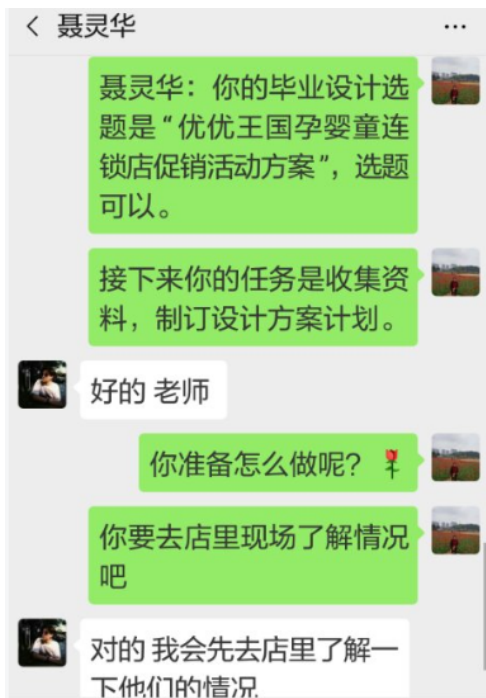 聂灵华
聂灵华：你的毕业设计选
题是“优优王国孕婴童连
锁店促销活动方案”，选题
可以。
接下来你的任务是收集资
料，制订设计方案计划。
好的 老师
你准备怎么做呢？🌹
你要去店里现场了解情况
吧
对的 我会先去店里了解一
下他们的情况